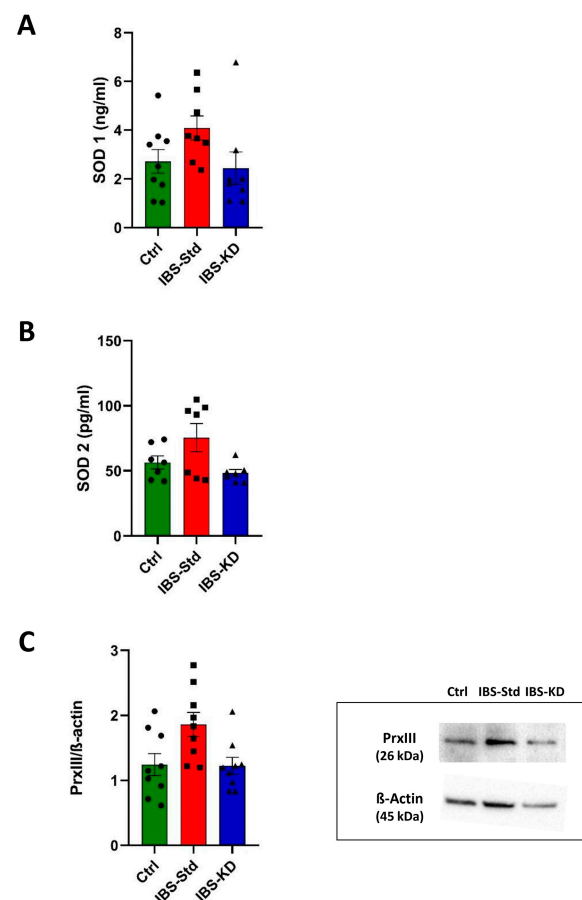 A
SOD 1 (ng/ml)
8
6
4
2
0
Ctrl
IBS-Std
IBS-KD
B
SOD 2 (pg/ml)
150
100
50
0
Ctrl
IBS-Std
IBS-KD
C
PrxIII/ß-actin
3
2
1
0
Ctrl
IBS-Std
IBS-KD
Ctrl IBS-Std IBS-KD
PrxIII
(26 kDa)
ß-Actin
(45 kDa)